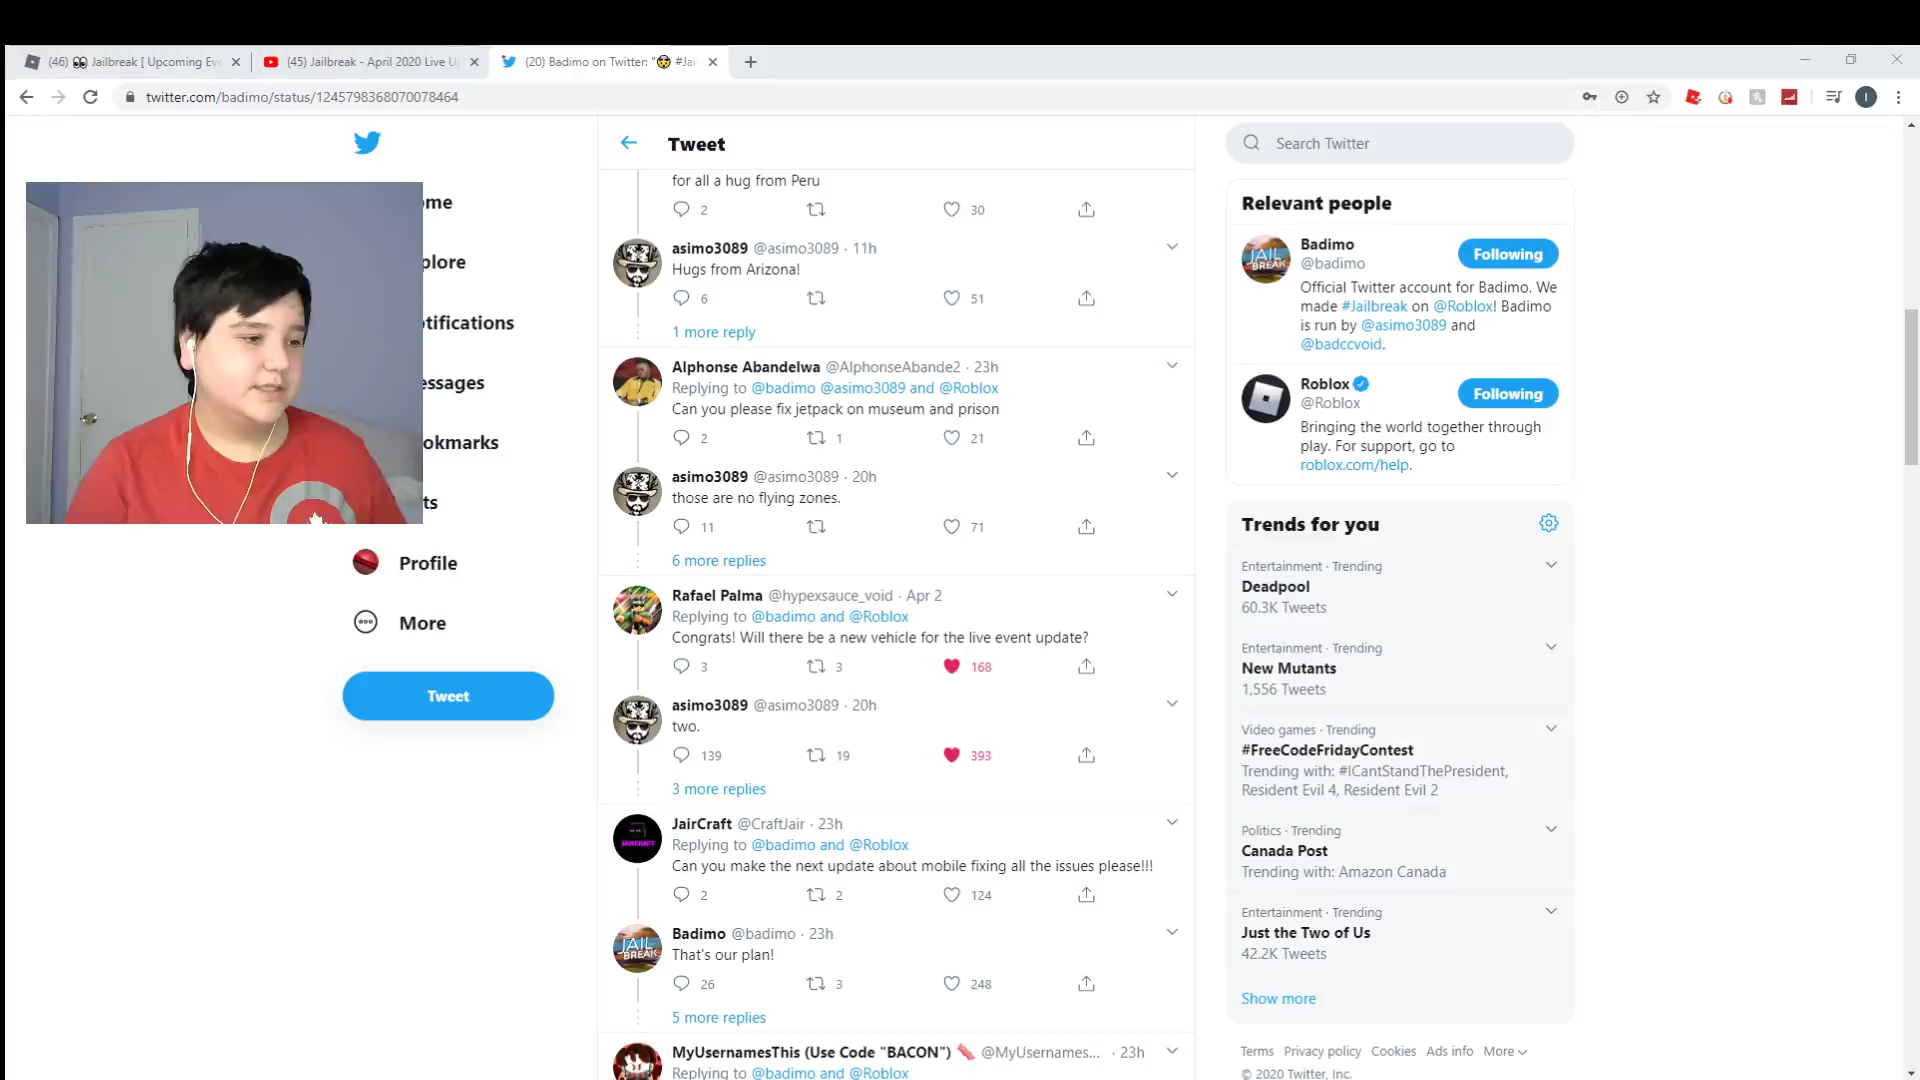 (46) 👀 Jailbreak [ Upcoming Eve
(45) Jailbreak - April 2020 Live U
(20) Badimo on Twitter: "🤯 #Jai
twitter.com/badimo/status/1245798368070078464
I
ome
plore
otifications
essages
okmarks
ts
Profile
More
Tweet
Tweet
for all a hug from Peru
2 30
asimo3089 @asimo3089 · 11h
Hugs from Arizona!
6 51
1 more reply
Alphonse Abandelwa @AlphonseAbande2 · 23h
Replying to @badimo @asimo3089 and @Roblox
Can you please fix jetpack on museum and prison
2 1 21
asimo3089 @asimo3089 · 20h
those are no flying zones.
11 71
6 more replies
Rafael Palma @hypexsauce_void · Apr 2
Replying to @badimo and @Roblox
Congrats! Will there be a new vehicle for the live event update?
3 3 168
asimo3089 @asimo3089 · 20h
two.
139 19 393
3 more replies
JairCraft @CraftJair · 23h
Replying to @badimo and @Roblox
Can you make the next update about mobile fixing all the issues please!!!
2 2 124
Badimo @badimo · 23h
That's our plan!
26 3 248
5 more replies
MyUsernamesThis (Use Code "BACON") 🥓 @MyUsernames... · 23h
Replying to @badimo and @Roblox
Search Twitter
Relevant people
Badimo
@badimo
Following
Official Twitter account for Badimo. We
made #Jailbreak on @Roblox! Badimo
is run by @asimo3089 and
@badccvoid.
Roblox
@Roblox
Following
Bringing the world together through
play. For support, go to
roblox.com/help.
Trends for you
Entertainment · Trending
Deadpool
60.3K Tweets
Entertainment · Trending
New Mutants
1,556 Tweets
Video games · Trending
#FreeCodeFridayContest
Trending with: #ICantStandThePresident,
Resident Evil 4, Resident Evil 2
Politics · Trending
Canada Post
Trending with: Amazon Canada
Entertainment · Trending
Just the Two of Us
42.2K Tweets
Show more
Terms Privacy policy Cookies Ads info More
© 2020 Twitter, Inc.